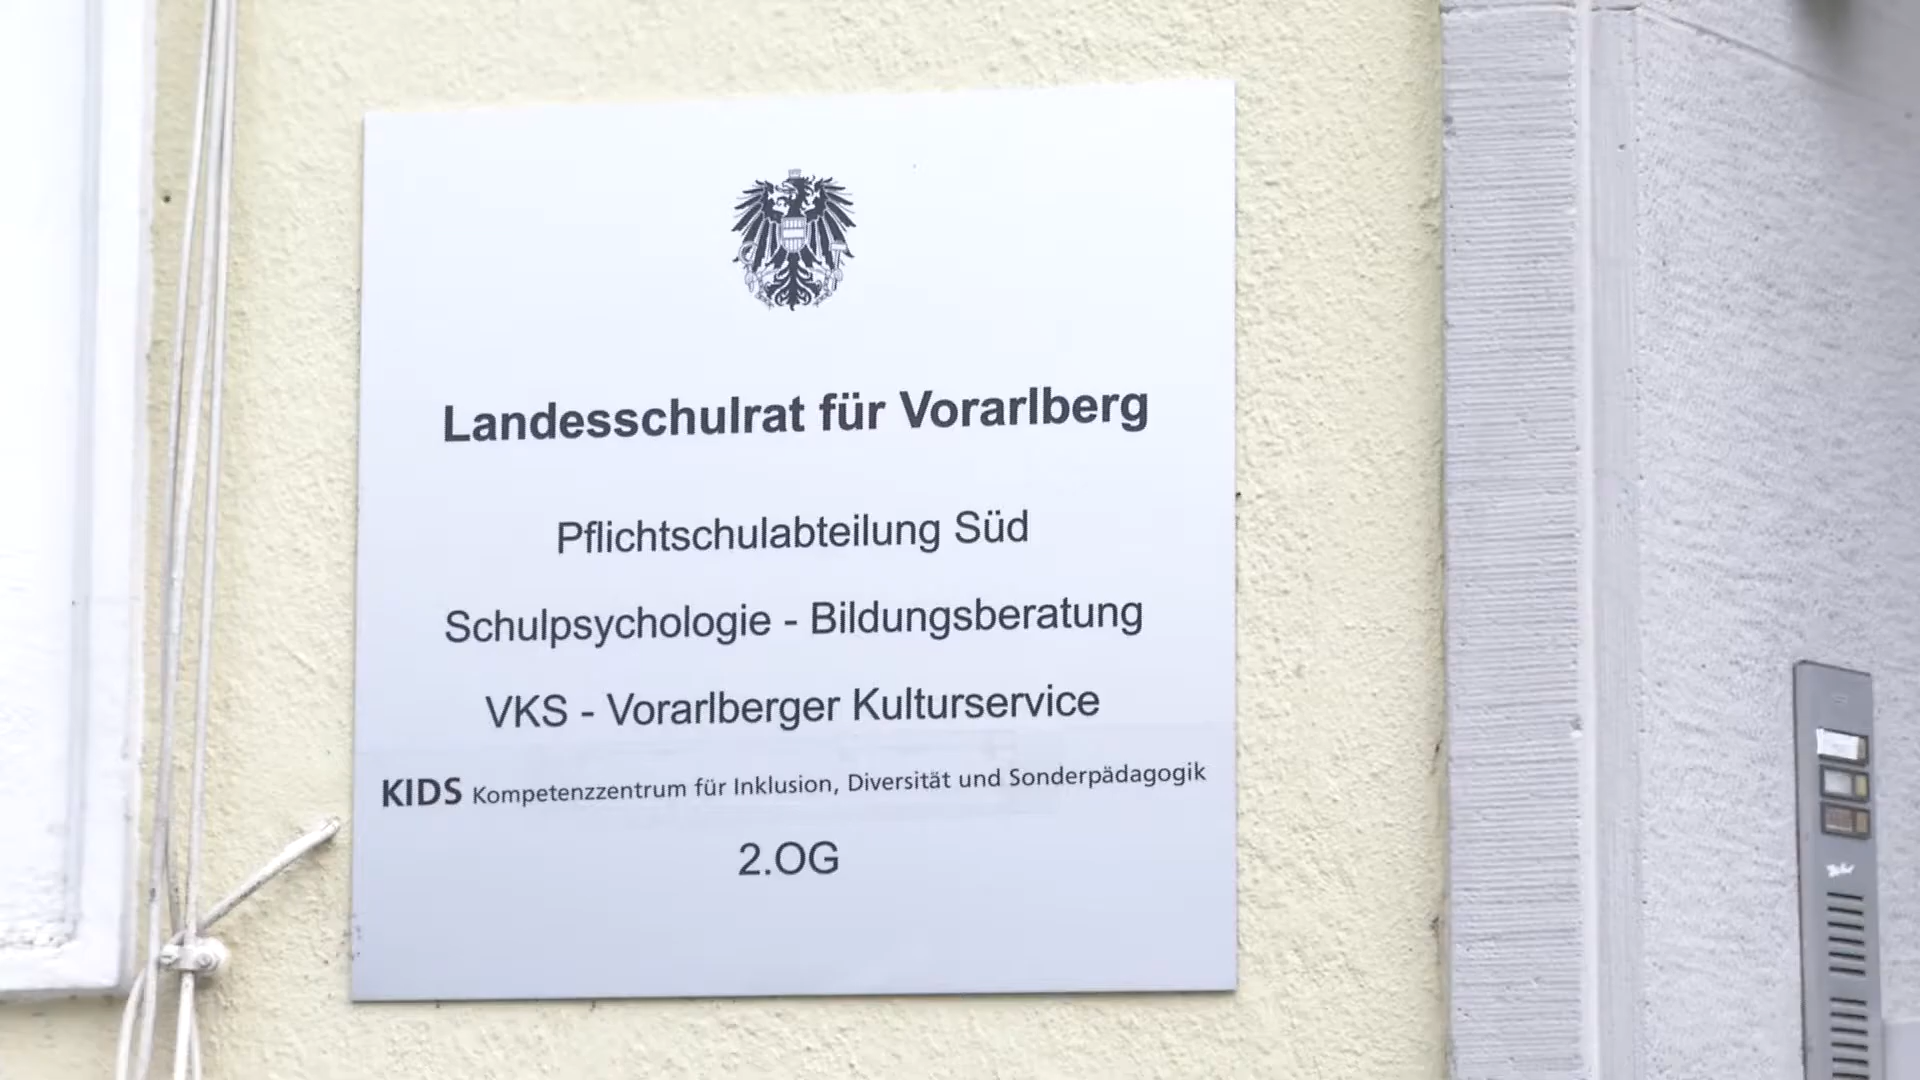 Landesschulrat für Vorarlberg
Pflichtschulabteilung Süd
Schulpsychologie - Bildungsberatung
VKS - Vorarlberger Kulturservice
KIDS Kompetenzzentrum für Inklusion, Diversität und Sonderpädagogik
2.OG